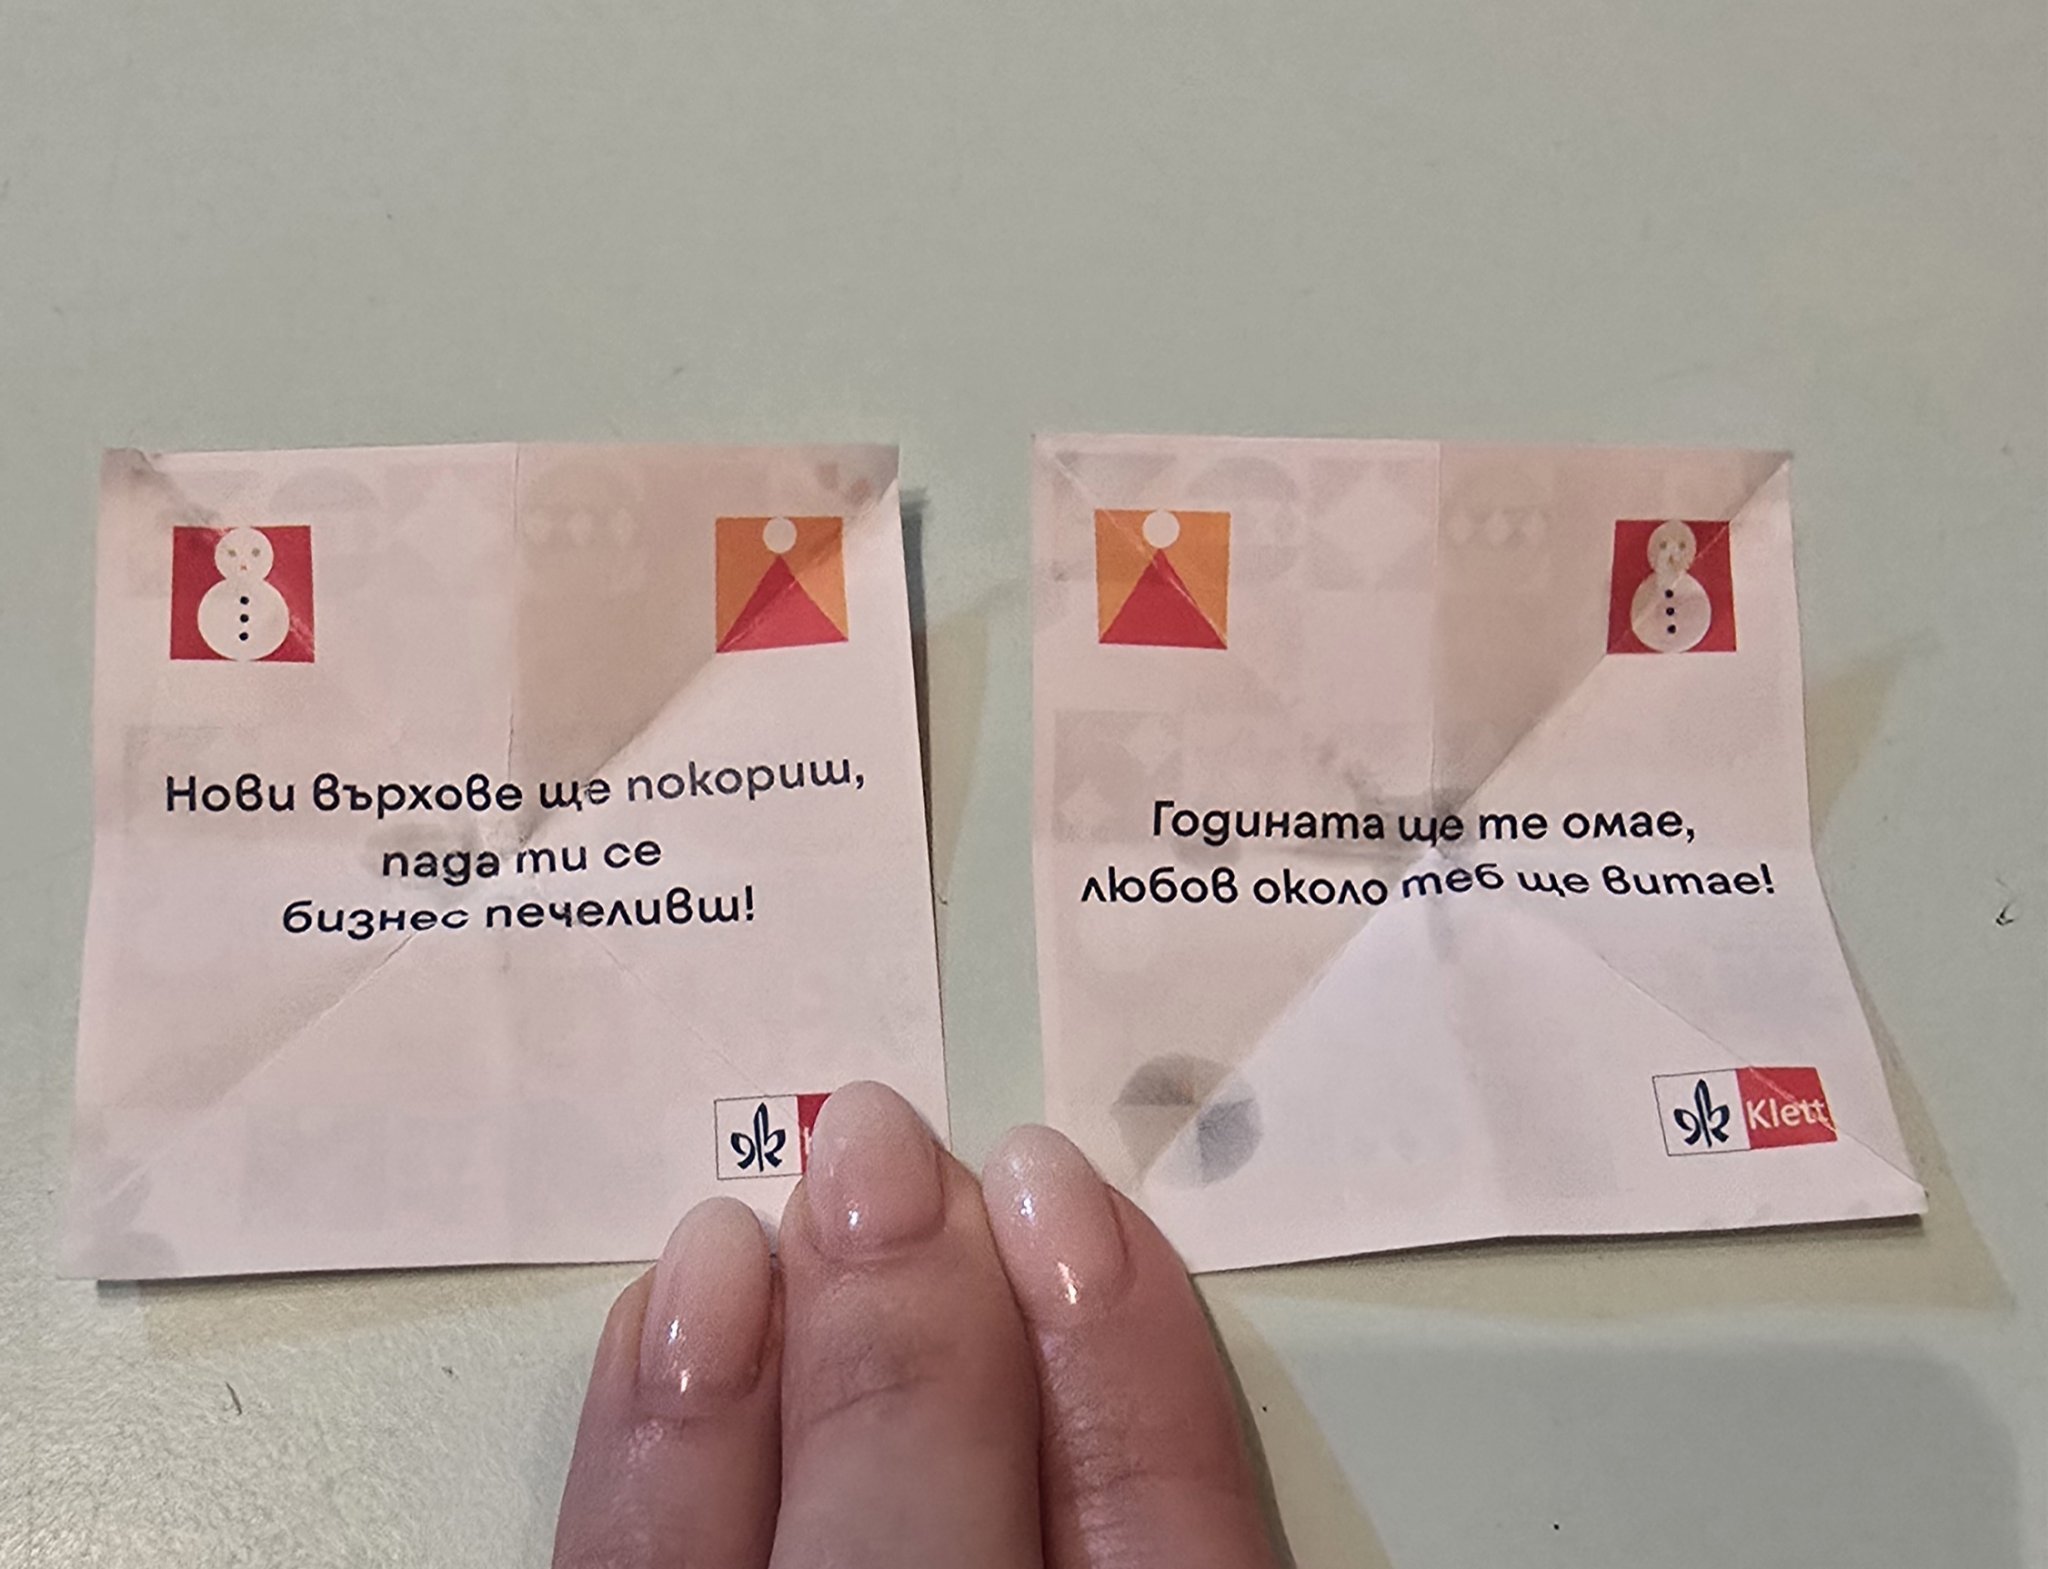 Нови върхове ще покориш,
пада ти се
бизнес печеливш!
Годината ще те омае,
любов около теб ще витае!
Klett